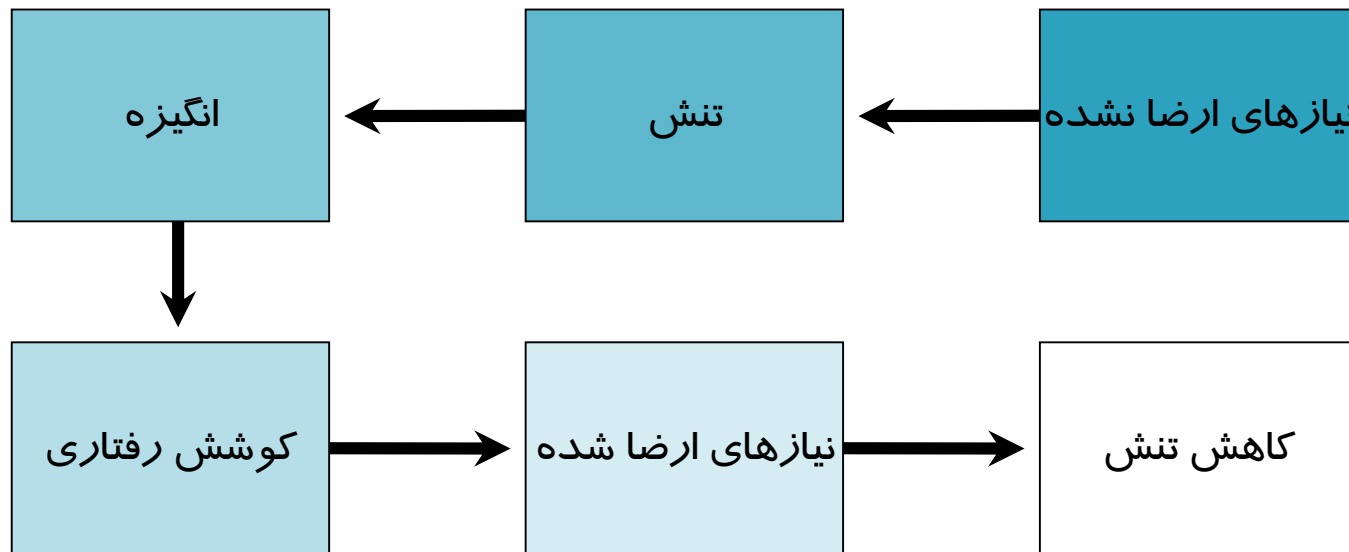 نیازهای ارضا نشده
تنش
انگیزه
کوشش رفتاری
نیازهای ارضا شده
کاهش تنش